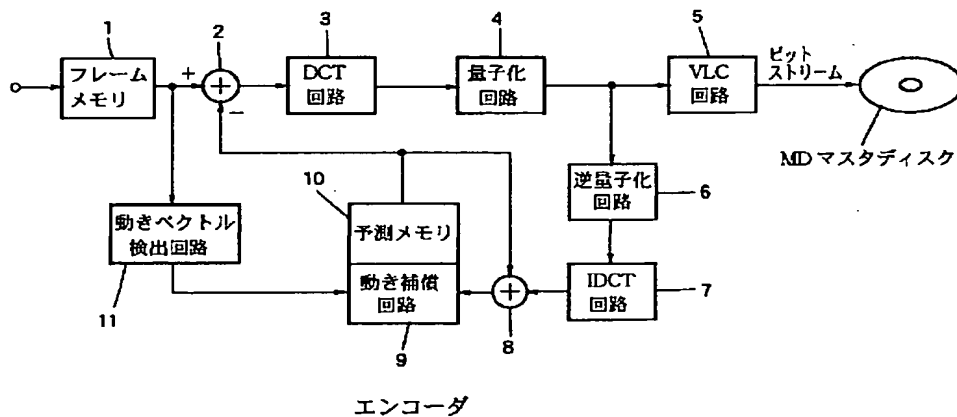 1
フレーム
メモリ
2
+
−
3
DCT
回路
4
量子化
回路
5
VLC
回路
ビット
ストリーム
MDマスタディスク
逆量子化
回路
6
IDCT
回路
7
8
動き補償
回路
9
10
予測メモリ
動きベクトル
検出回路
11
エンコーダ